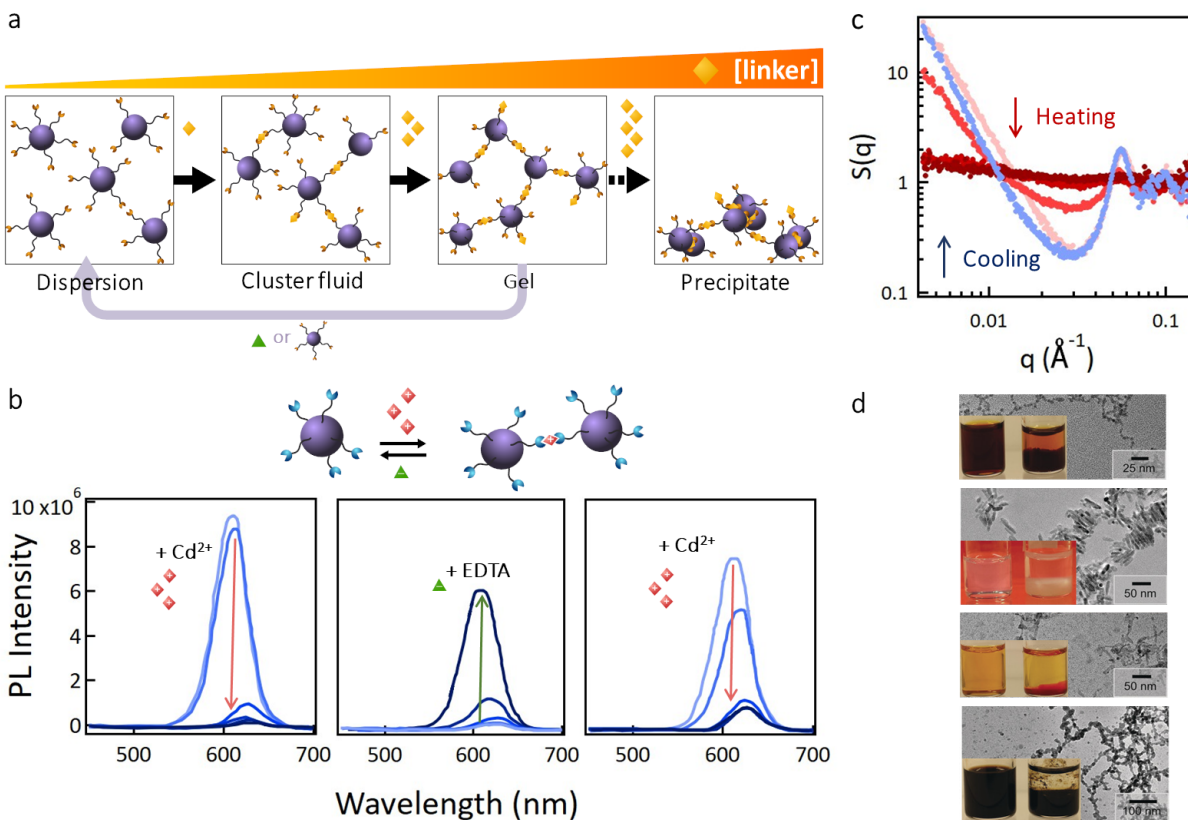 a
[linker]
Dispersion
Cluster fluid
Gel
Precipitate
or
b
PL Intensity
10 x10⁶
8
6
4
2
0
+ Cd²⁺
+ EDTA
+ Cd²⁺
500
600
700
500
600
700
500
600
700
Wavelength (nm)
c
S(q)
10
1
0.1
Heating
Cooling
0.01
0.1
q (Å⁻¹)
d
25 nm
50 nm
50 nm
100 nm